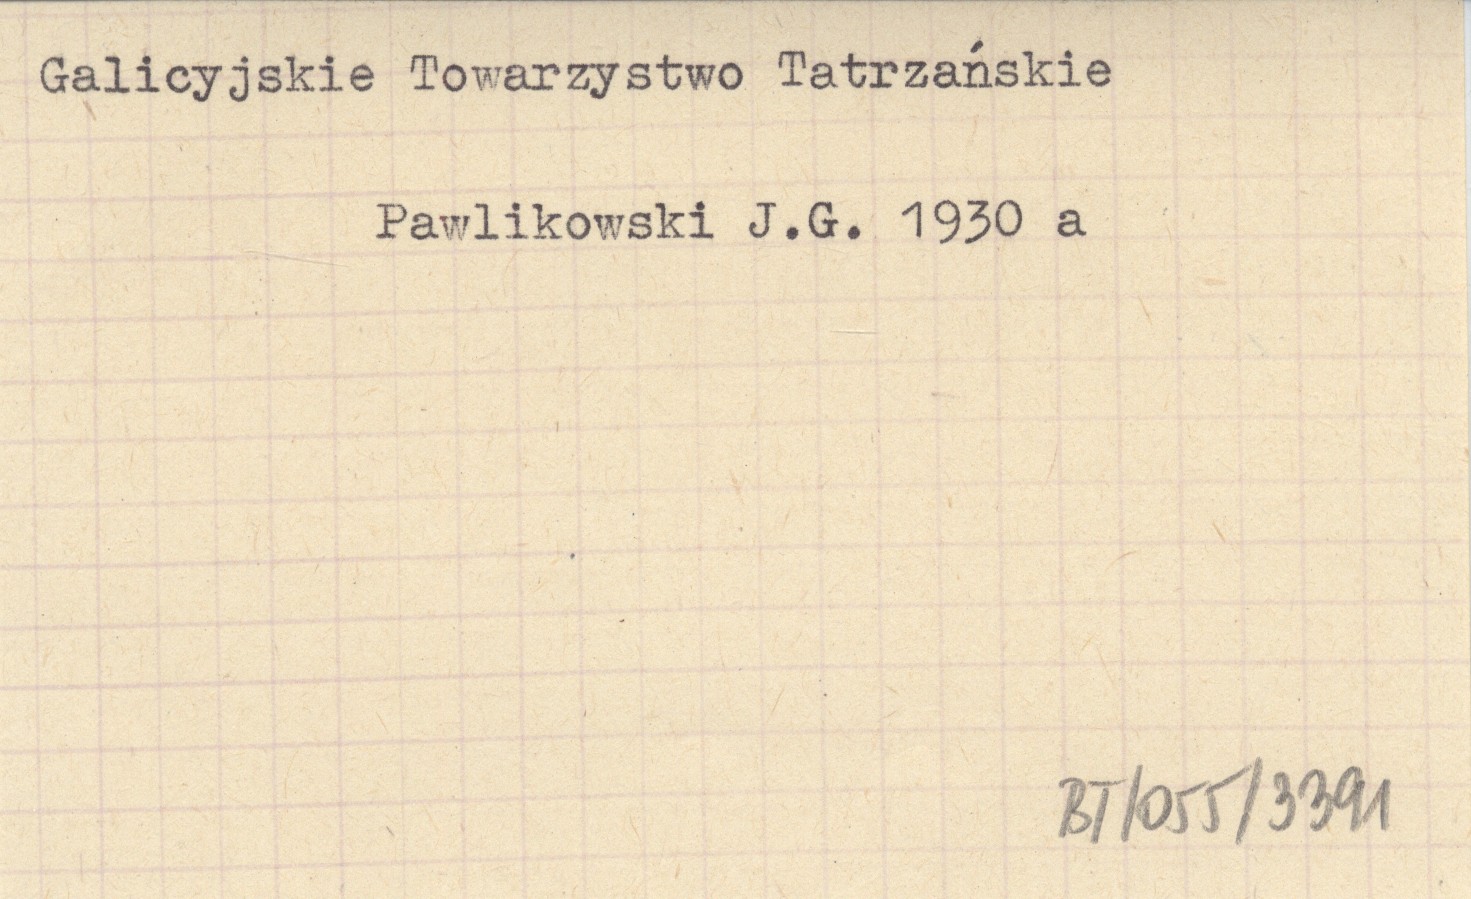 Galicyjskie Towarzystwo Tatrzańskie
Pawlikowski J.G. 1930 a
BT/055/3391